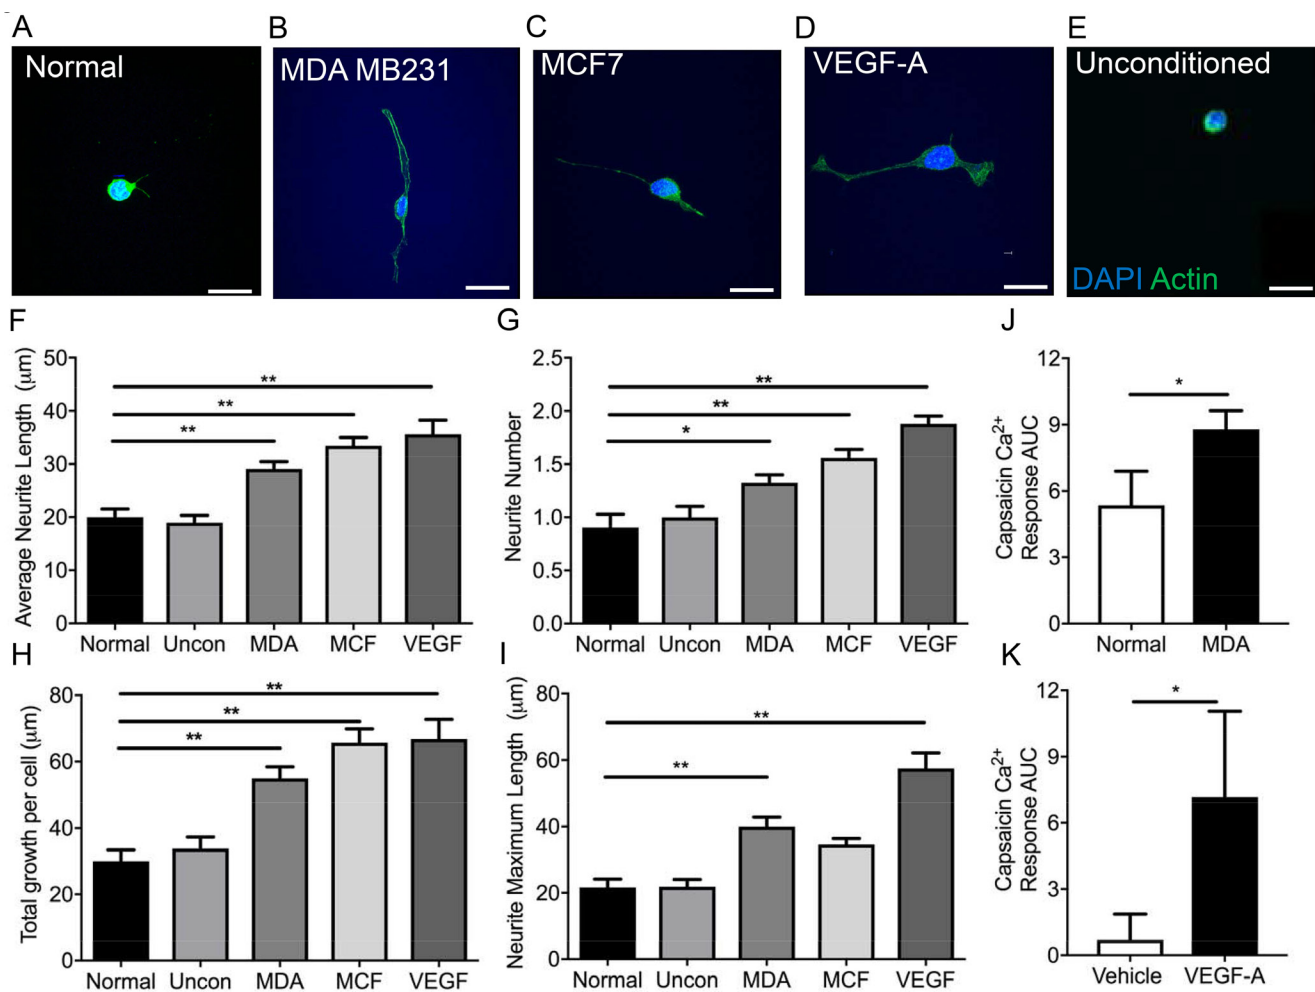 A
B
C
D
E
Normal
MDA MB231
MCF7
VEGF-A
Unconditioned
DAPI Actin
F
Average Neurite Length (μm)
50
40
30
20
10
0
**
**
**
Normal
Uncon
MDA
MCF
VEGF
G
Neurite Number
2.5
2.0
1.5
1.0
0.5
0.0
**
**
*
Normal
Uncon
MDA
MCF
VEGF
J
Capsaicin Ca2+
Response AUC
12
9
6
3
0
*
Normal
MDA
H
Total growth per cell (μm)
80
60
40
20
0
**
**
**
Normal
Uncon
MDA
MCF
VEGF
I
Neurite Maximum Length (μm)
80
60
40
20
0
**
**
Normal
Uncon
MDA
MCF
VEGF
K
Capsaicin Ca2+
Response AUC
12
9
6
3
0
*
Vehicle
VEGF-A